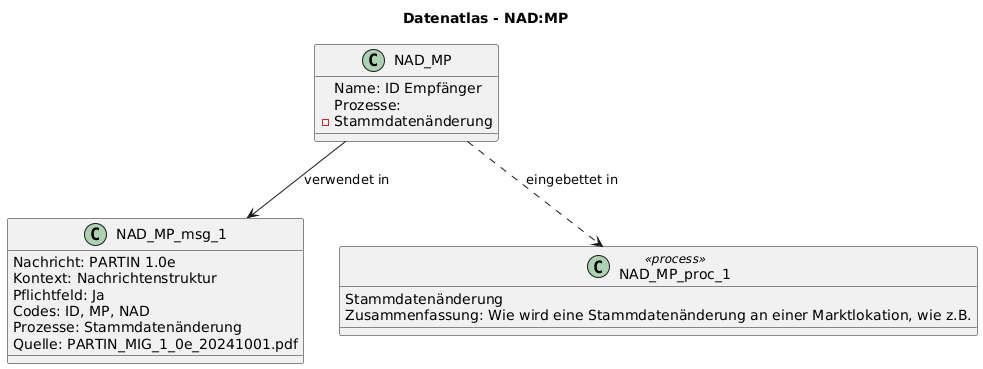 Datenatlas - NAD:MP
C NAD_MP
Name: ID Empfänger
Prozesse:
Stammdatenänderung
verwendet in
eingebettet in
C NAD_MP_msg_1
Nachricht: PARTIN 1.0e
Kontext: Nachrichtenstruktur
Pflichtfeld: Ja
Codes: ID, MP, NAD
Prozesse: Stammdatenänderung
Quelle: PARTIN_MIG_1_0e_20241001.pdf
«process»
C NAD_MP_proc_1
Stammdatenänderung
Zusammenfassung: Wie wird eine Stammdatenänderung an einer Marktlokation, wie z.B.